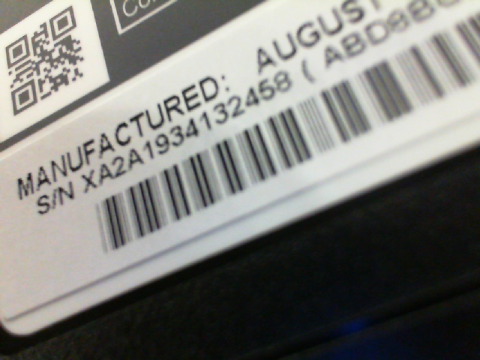 MANUFACTURED: AUGUST
S/N XA2A1934132458 (